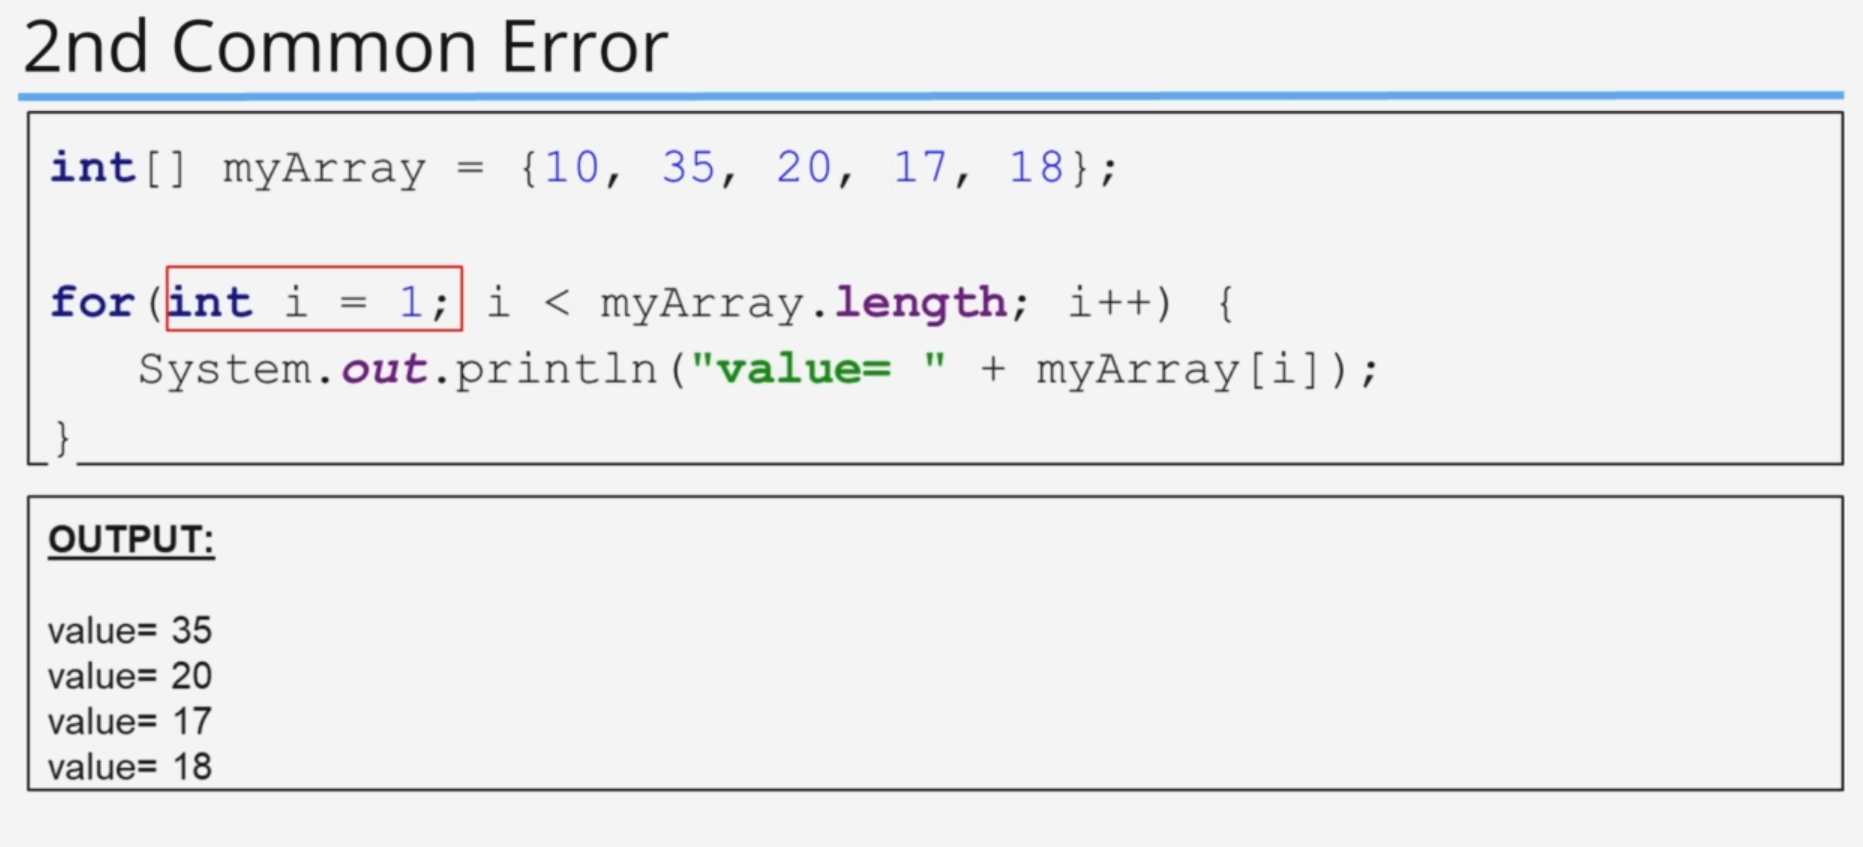 2nd Common Error
int[] myArray = {10, 35, 20, 17, 18};
for(int i = 1; i < myArray.length; i++) {
System.out.println("value= " + myArray[i]);
}
OUTPUT:
value= 35
value= 20
value= 17
value= 18